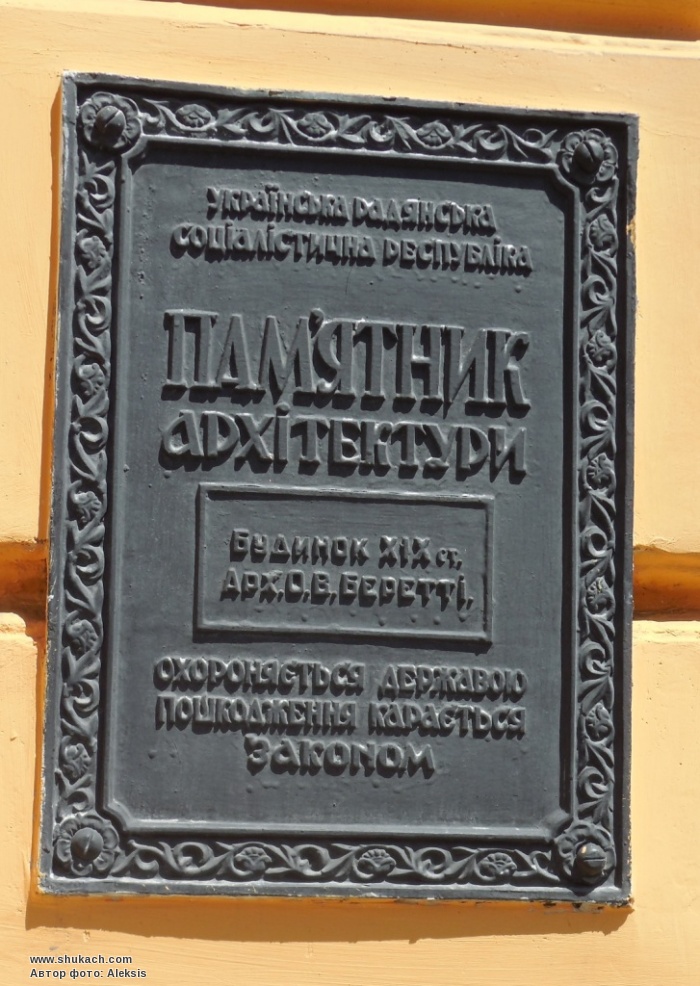 Українська Радянська
Соціалістична Республіка
ПАМ'ЯТНИК
АРХІТЕКТУРИ
Будинок XIX ст.
Арх. О. В. Беретті.
ОХОРОНЯЄТЬСЯ ДЕРЖАВОЮ
ПОШКОДЖЕННЯ КАРАЄТЬСЯ
ЗАКОНОМ
www.shukach.com
Автор фото: Aleksis